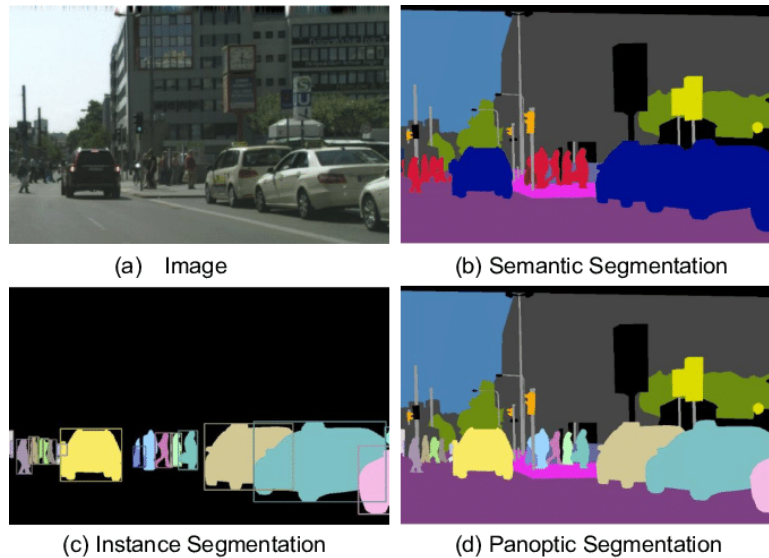 (a) Image
(b) Semantic Segmentation
(c) Instance Segmentation
(d) Panoptic Segmentation